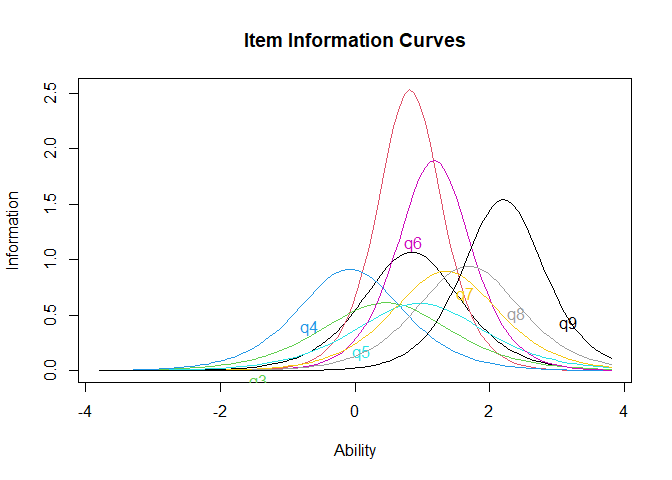 Item Information Curves
Information
2.5
2.0
1.5
1.0
0.5
0.0
q6
q7
q8
q9
q4
q5
q3
-4
-2
0
2
4
Ability